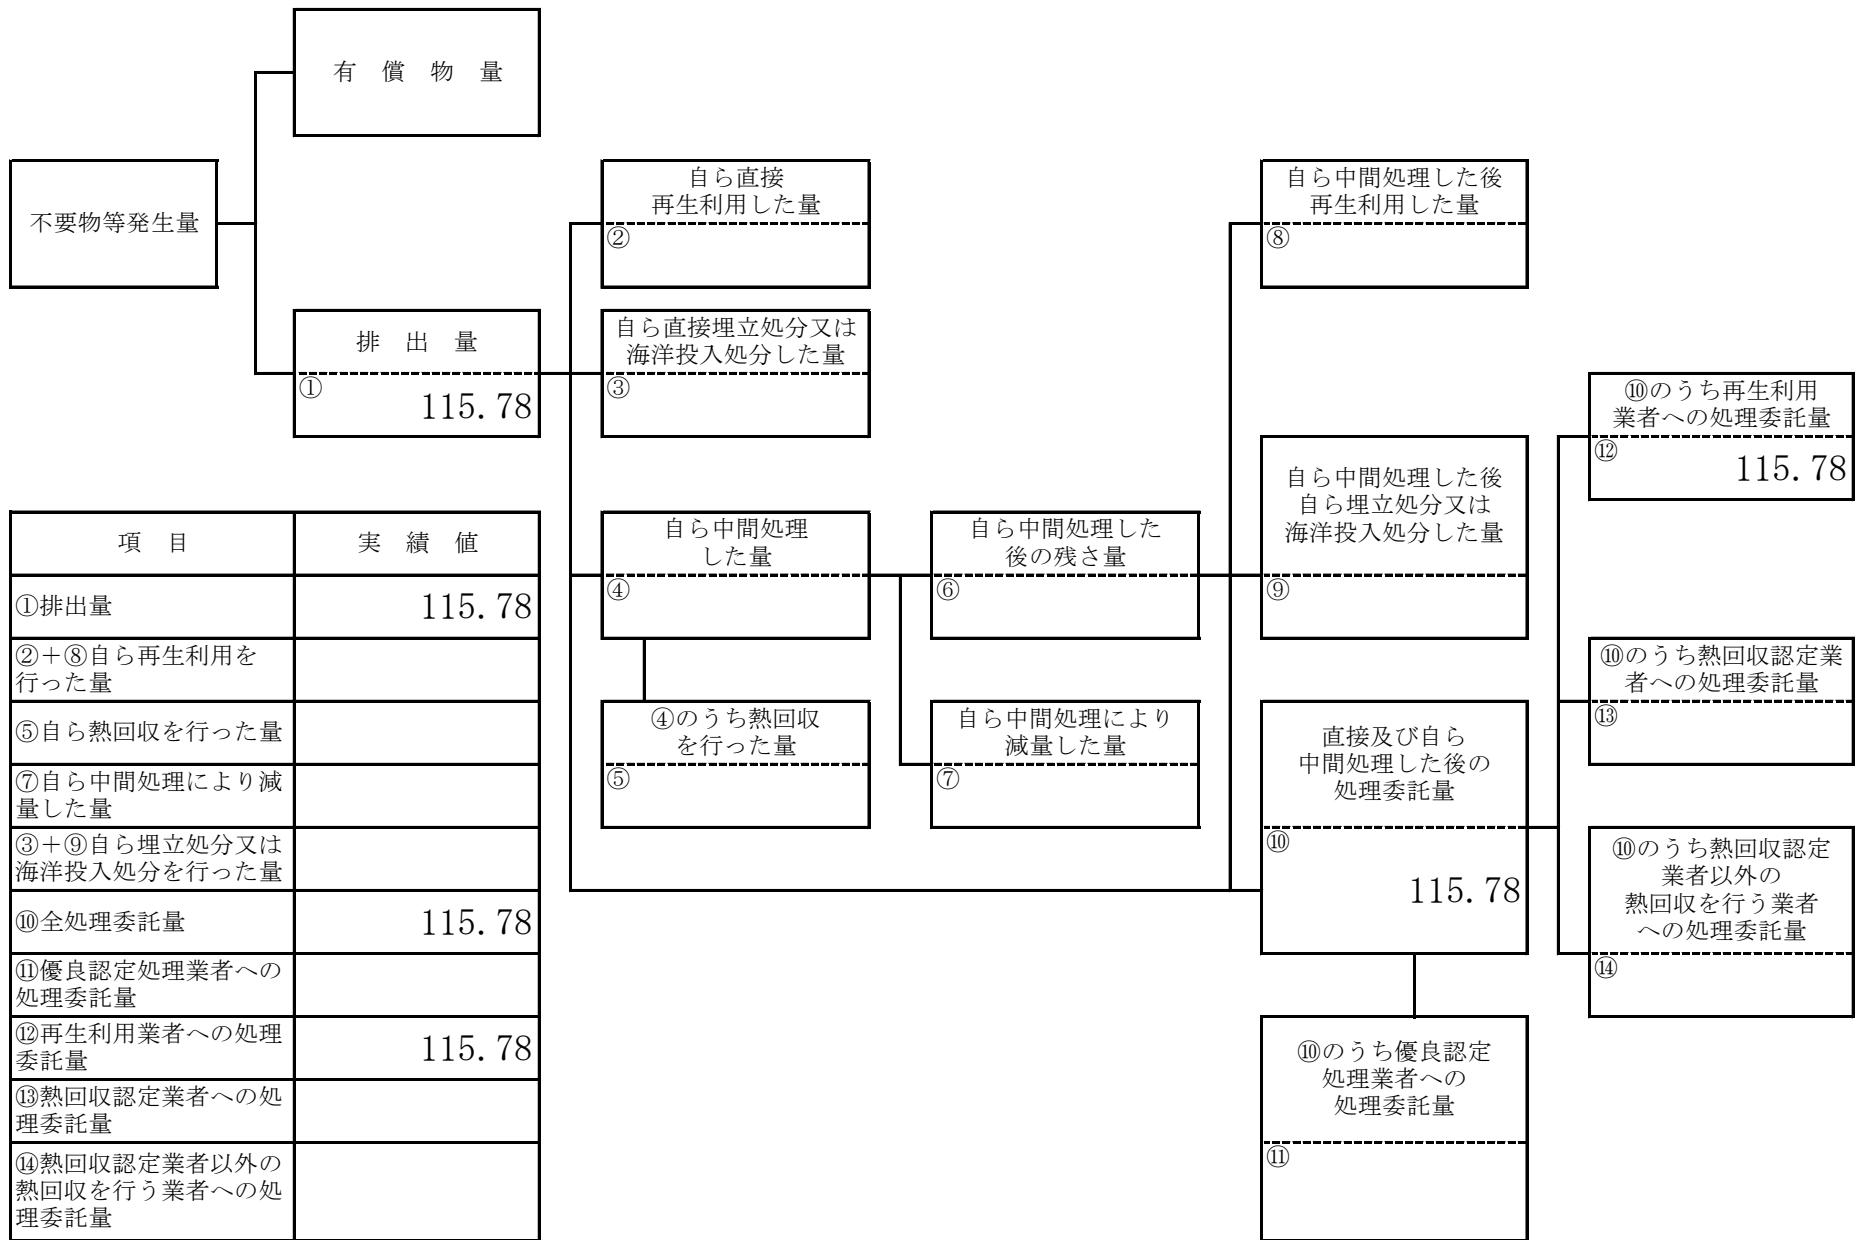 有 償 物 量
不要物等発生量
排 出 量
①
115.78
自ら直接
再生利用した量
②
自ら直接埋立処分又は
海洋投入処分した量
③
自ら中間処理
した量
④
④のうち熱回収
を行った量
⑤
自ら中間処理した
後の残さ量
⑥
自ら中間処理により
減量した量
⑦
自ら中間処理した後
再生利用した量
⑧
自ら中間処理した後
自ら埋立処分又は
海洋投入処分した量
⑨
直接及び自ら
中間処理した後の
処理委託量
⑩
115.78
⑩のうち優良認定
処理業者への
処理委託量
⑪
⑩のうち再生利用
業者への処理委託量
⑫
115.78
⑩のうち熱回収認定業
者への処理委託量
⑬
⑩のうち熱回収認定
業者以外の
熱回収を行う業者
への処理委託量
⑭
項 目 実 績 値
①排出量 115.78
②＋⑧自ら再生利用を
行った量
⑤自ら熱回収を行った量
⑦自ら中間処理により減
量した量
③＋⑨自ら埋立処分又は
海洋投入処分を行った量
⑩全処理委託量 115.78
⑪優良認定処理業者への
処理委託量
⑫再生利用業者への処理
委託量 115.78
⑬熱回収認定業者への処
理委託量
⑭熱回収認定業者以外の
熱回収を行う業者への処
理委託量